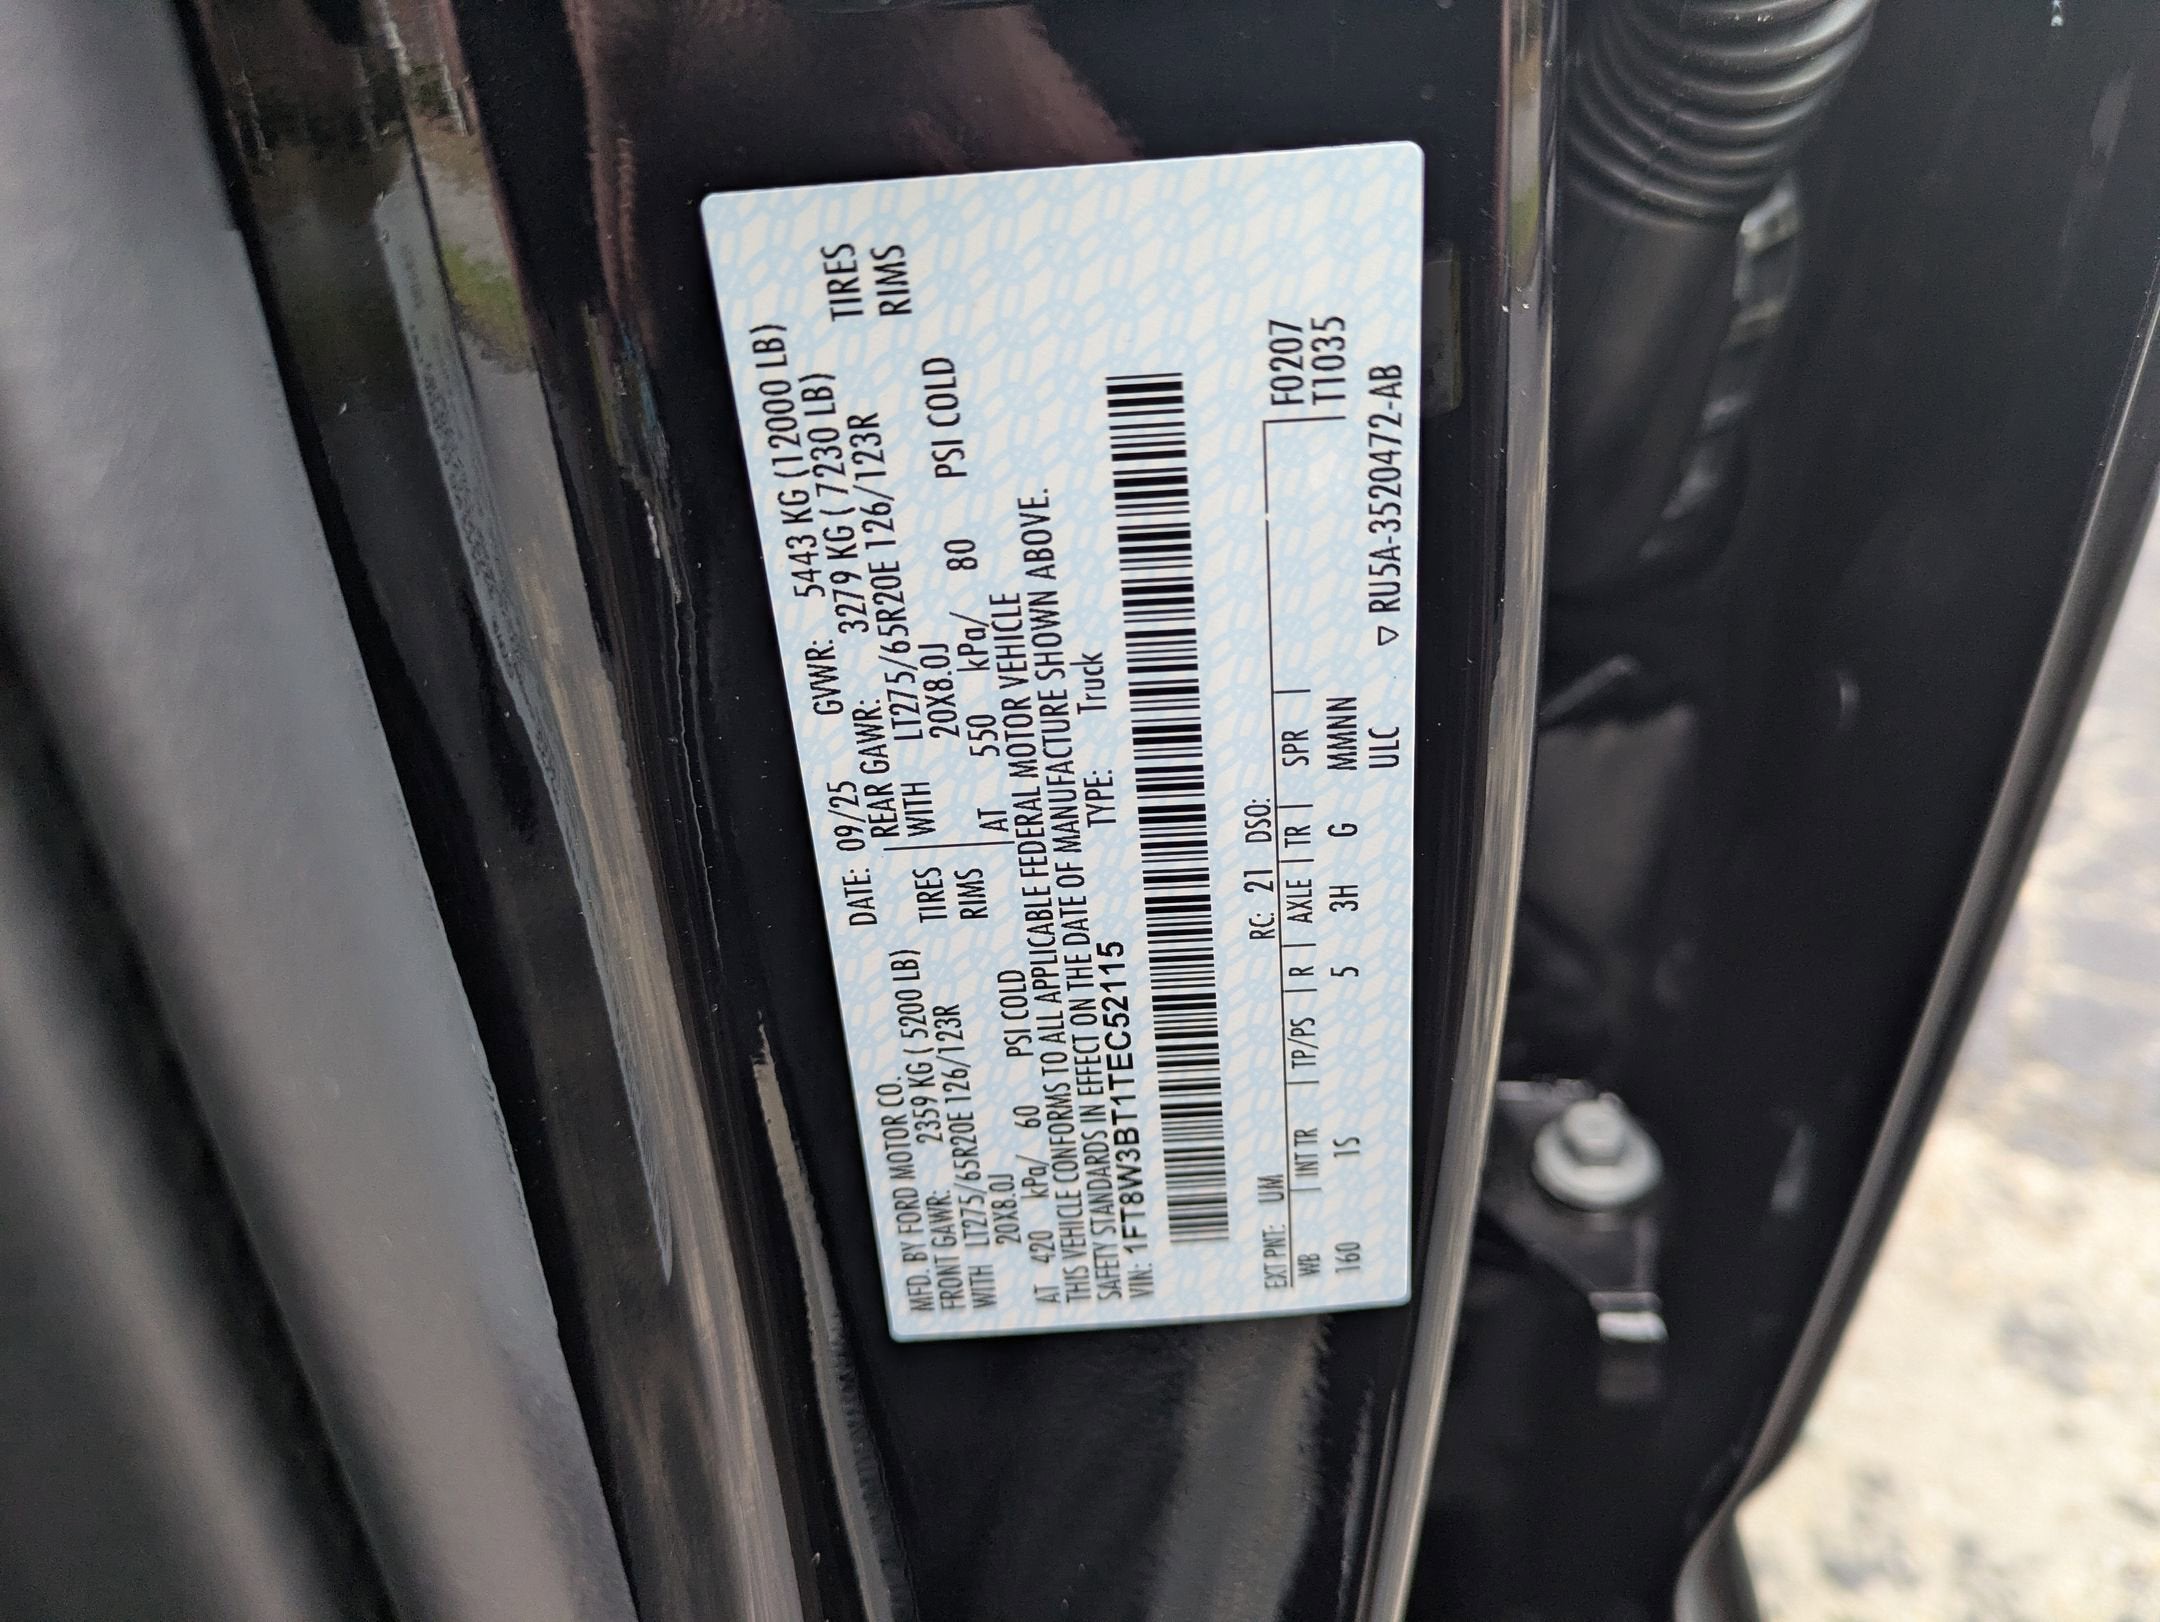 MFD. BY FORD MOTOR CO. DATE: 09/25 GVWR: 5443 KG (12000 LB)
FRONT GAWR: 2359 KG ( 5200 LB) REAR GAWR: 3279 KG ( 7230 LB)
WITH LT275/65R20E 126/123R TIRES WITH LT275/65R20E 126/123R TIRES
20X8.0J RIMS 20X8.0J RIMS
AT 420 kPa/ 60 PSI COLD AT 550 kPa/ 80 PSI COLD
THIS VEHICLE CONFORMS TO ALL APPLICABLE FEDERAL MOTOR VEHICLE
SAFETY STANDARDS IN EFFECT ON THE DATE OF MANUFACTURE SHOWN ABOVE.
VIN: 1FT8W3BT1TEC52115 TYPE: Truck
EXT PNT: UM RC: 21 DSO: F0207
WB INT TR TP/PS R AXLE TR SPR T1035
160 1S 5 3H G MMNN
ULC ▽ RU5A-3520472-AB